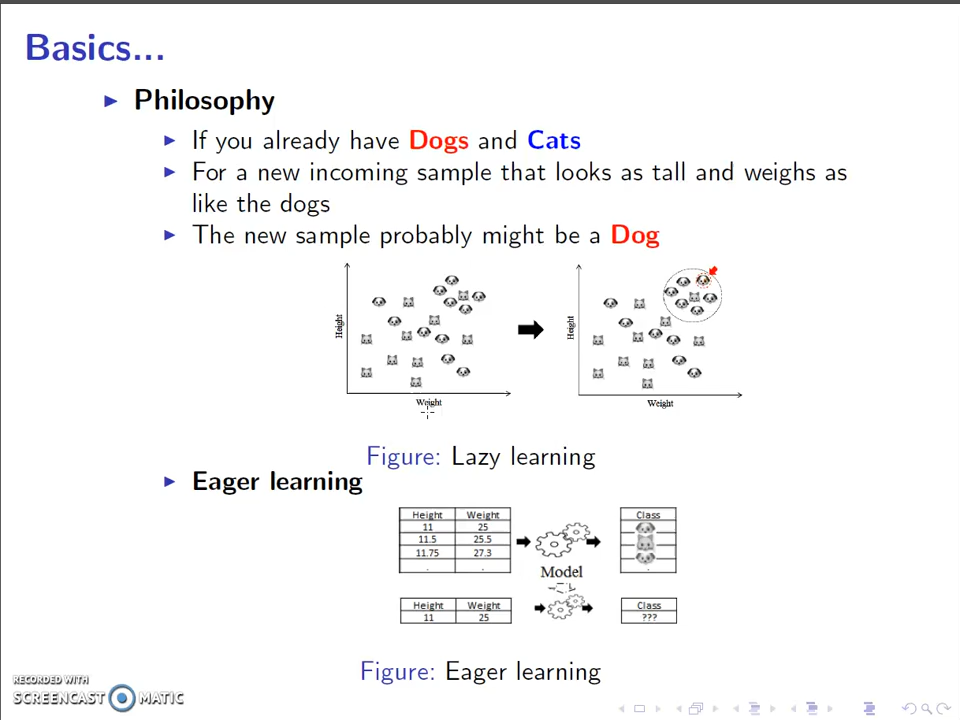 Basics...
Philosophy
If you already have Dogs and Cats
For a new incoming sample that looks as tall and weighs as
like the dogs
The new sample probably might be a Dog
Height
Weight
Height
Weight
Figure: Lazy learning
Eager learning
Height Weight
11 25
11.5 25.5
11.75 27.3
. .
Model
Class
.
Height Weight
11 25
Class
???
Figure: Eager learning
RECORDED WITH
SCREENCAST MATIC